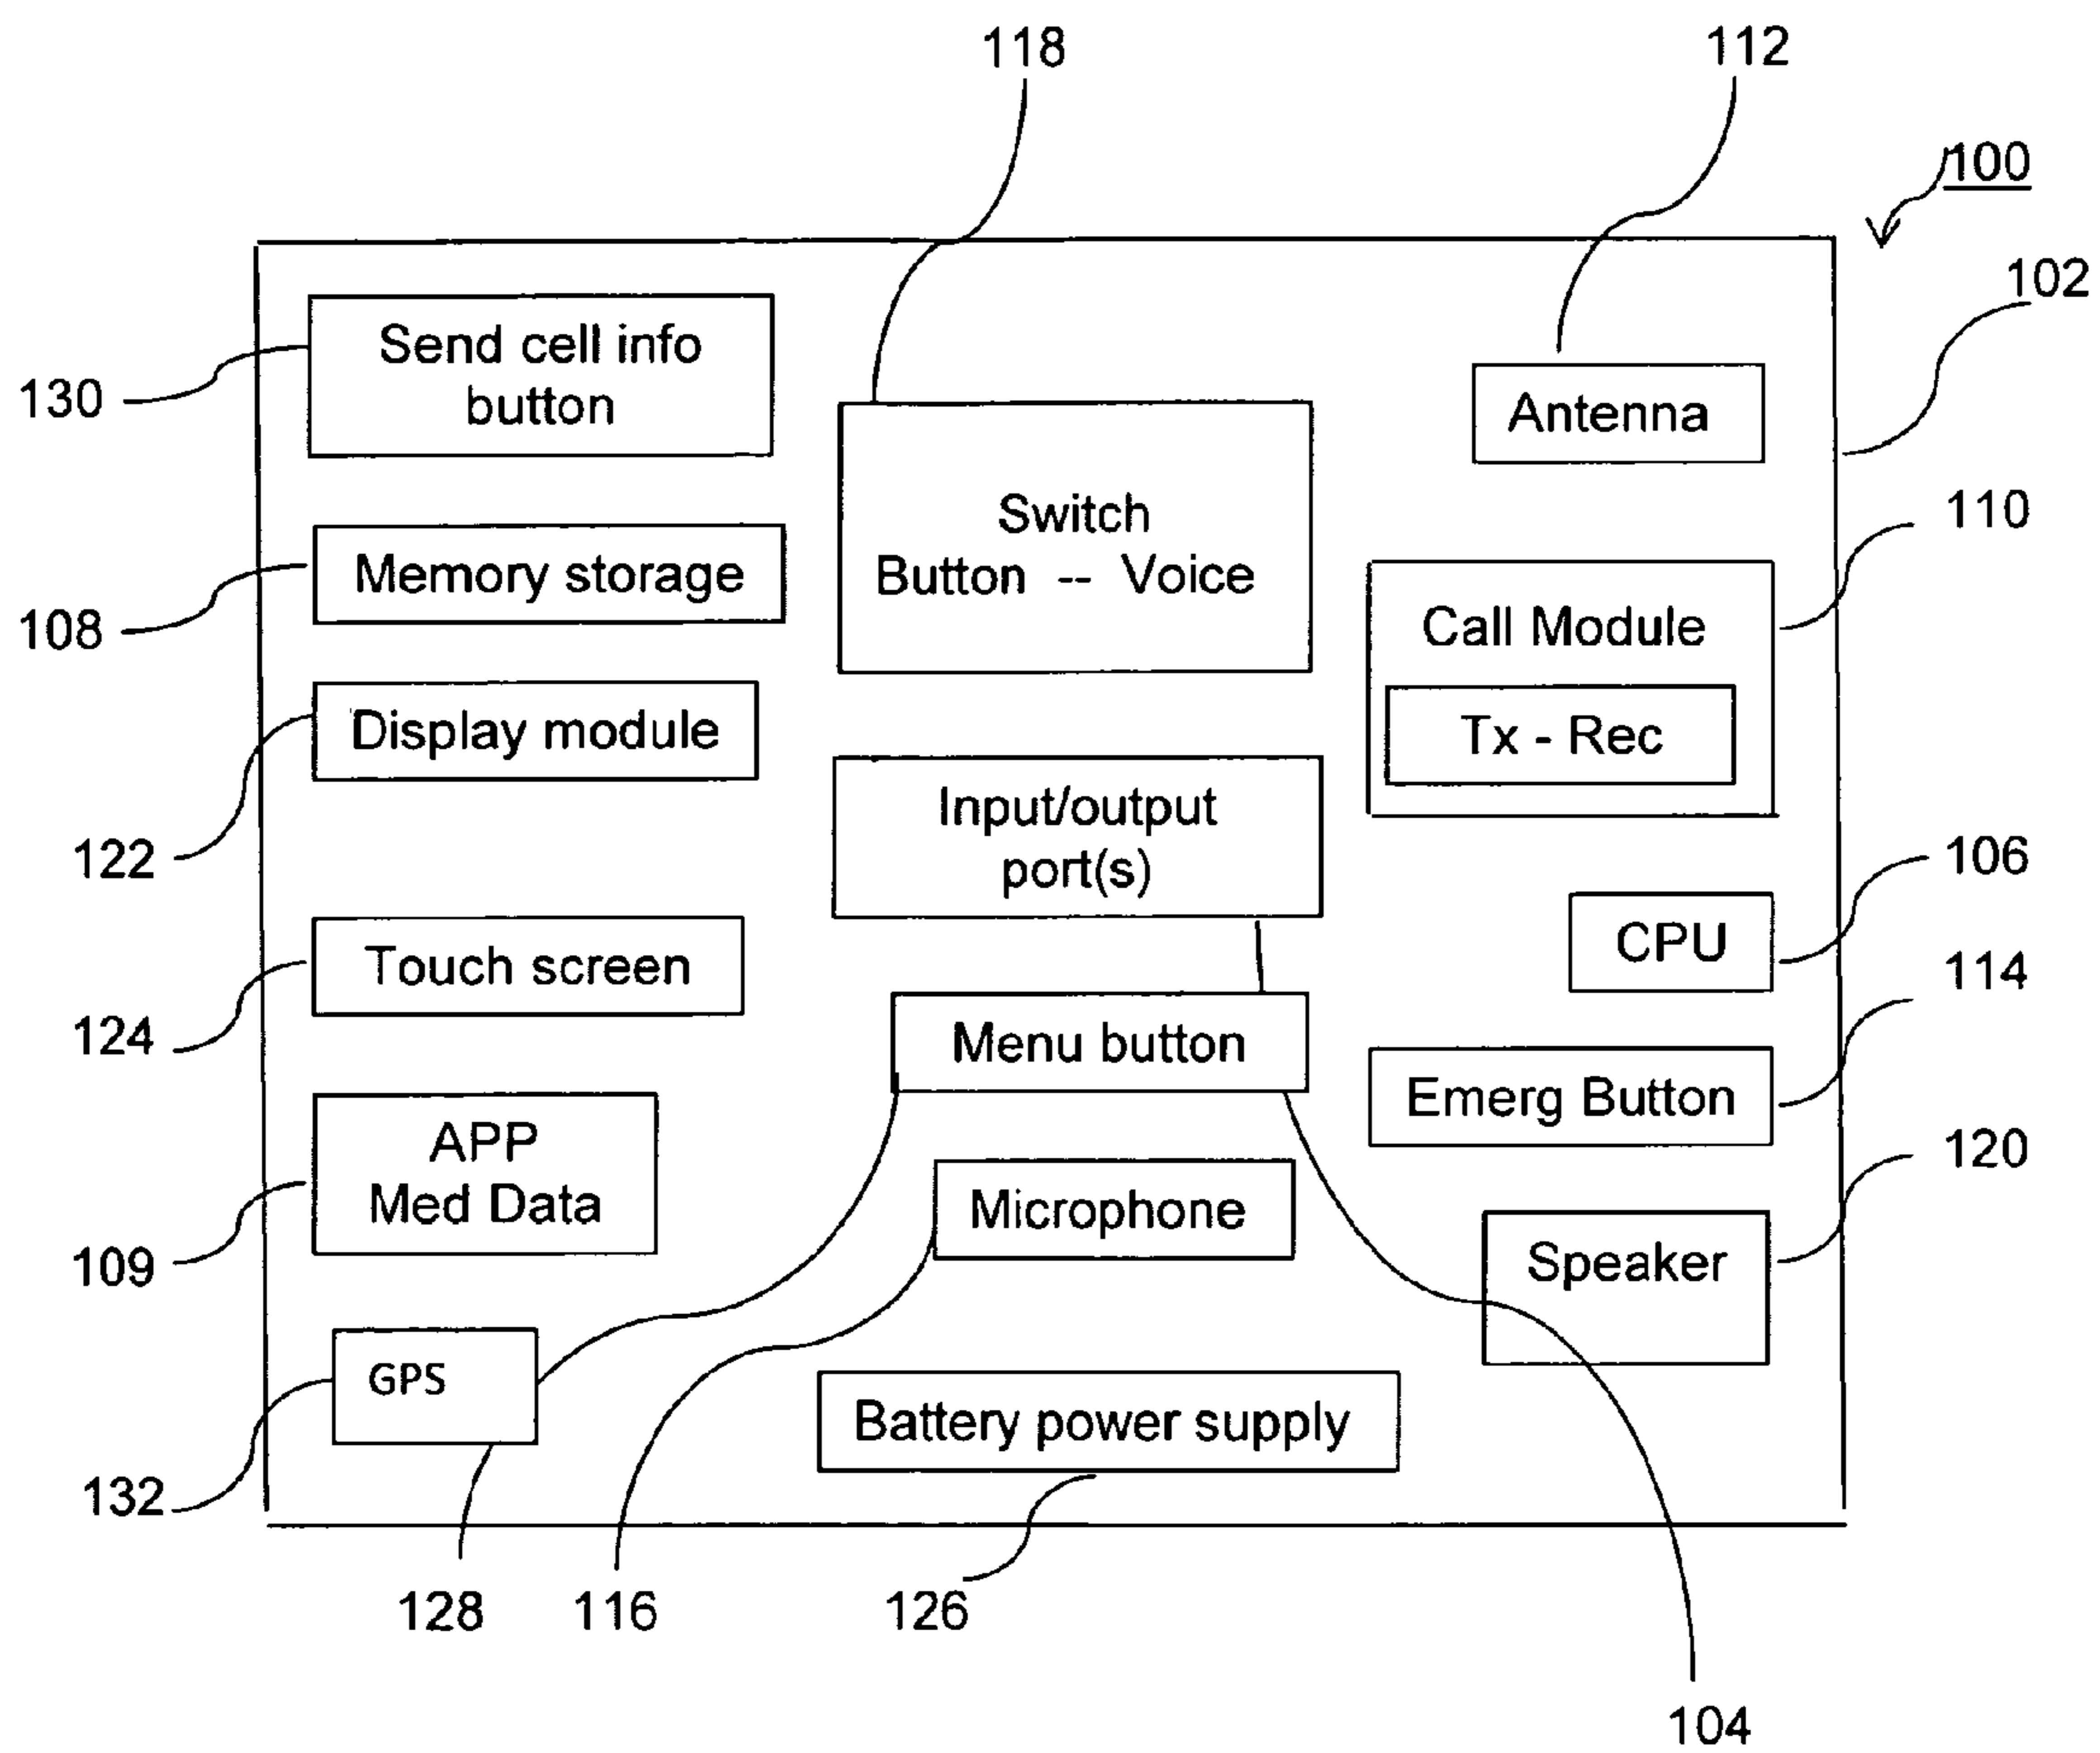 118
112
100
102
Send cell info
button
130
Antenna
Switch
Button -- Voice
110
Memory storage
108
Call Module
Tx - Rec
Display module
122
Input/output
port(s)
106
CPU
Touch screen
124
114
Menu button
Emerg Button
APP
Med Data
109
120
Microphone
Speaker
GPS
132
Battery power supply
128
116
126
104